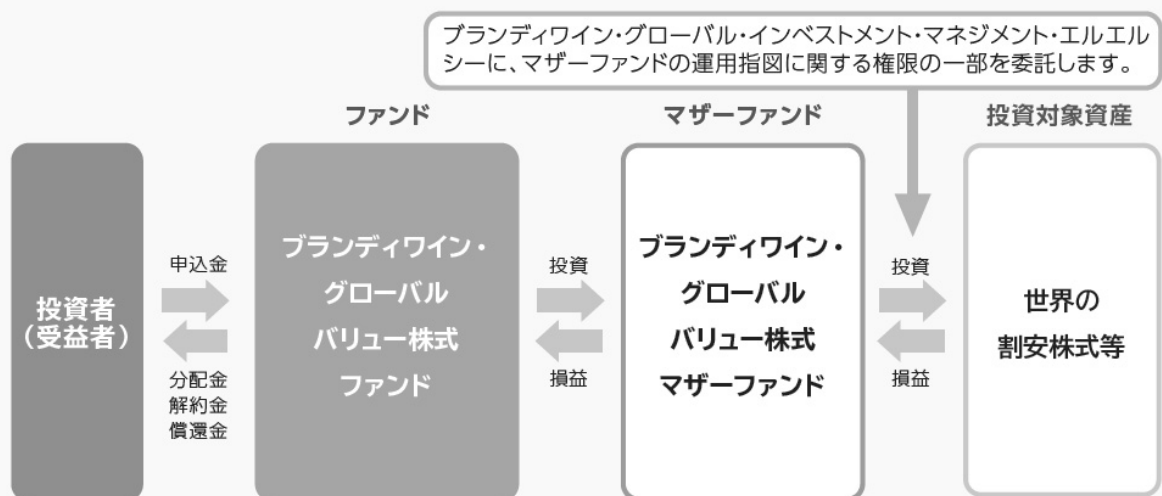 ブランディワイン・グローバル・インベストメント・マネジメント・エルエル
シーに、マザーファンドの運用指図に関する権限の一部を委託します。
ファンド
マザーファンド
投資対象資産
投資者
（受益者）
申込金
分配金
解約金
償還金
ブランディワイン・
グローバル
バリュー株式
ファンド
投資
損益
ブランディワイン・
グローバル
バリュー株式
マザーファンド
投資
損益
世界の
割安株式等